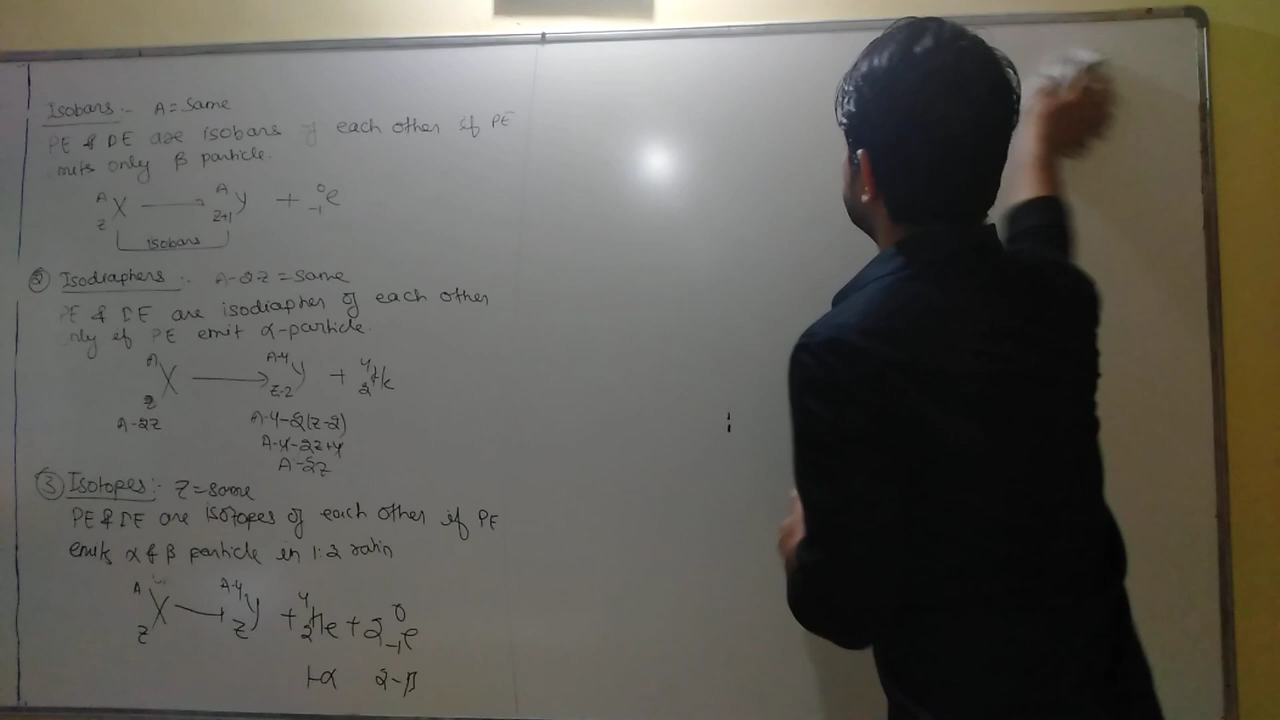 Isobars :- A = Same
PE & DE are isobars of each other if PE
emits only β particle.
ᴬ_Z X ⟶ ᴬ_{Z+1} Y + ⁰_{-1} e
isobars
② Isodiaphers :- A-2Z = Same
PE & DE are isodiapher of each other
only if PE emit α-particle.
ᴬ_Z X ⟶ ᴬ⁻⁴_{Z-2} Y + ⁴_2 He
A-2Z A-4-2(Z-2)
A-4-2Z+4
A-2Z
③ Isotopes :- Z = Same
PE & DE are isotopes of each other if PE
emits α & β particle in 1:2 ratio
ᴬ_Z X ⟶ ᴬ⁻⁴_Z Y + ⁴_2 He + 2 ⁰_{-1} e
1-α 2-β